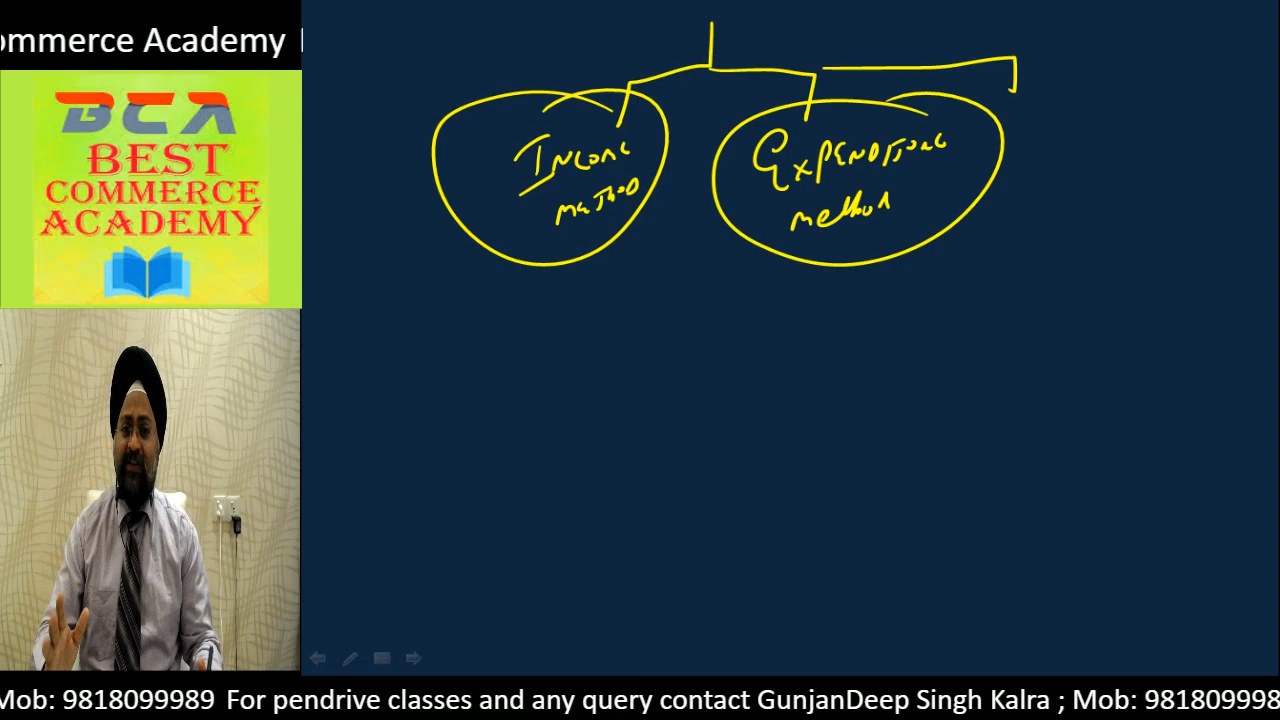 ommerce Academy
BCA
BEST
COMMERCE
ACADEMY
Income
method
Expenditure
method
Mob: 9818099989 For pendrive classes and any query contact GunjanDeep Singh Kalra ; Mob: 981809998